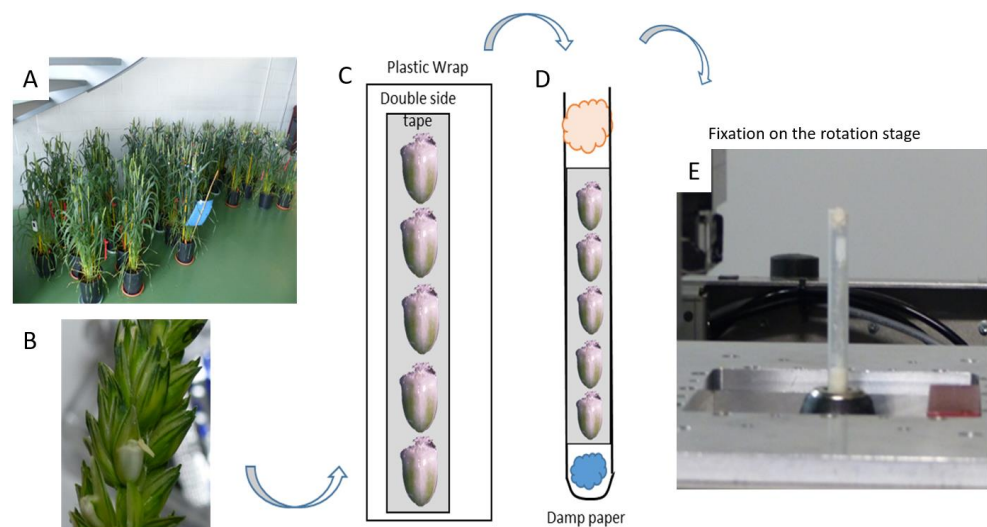 A
B
C
Plastic Wrap
Double side
tape
D
Damp paper
Fixation on the rotation stage
E